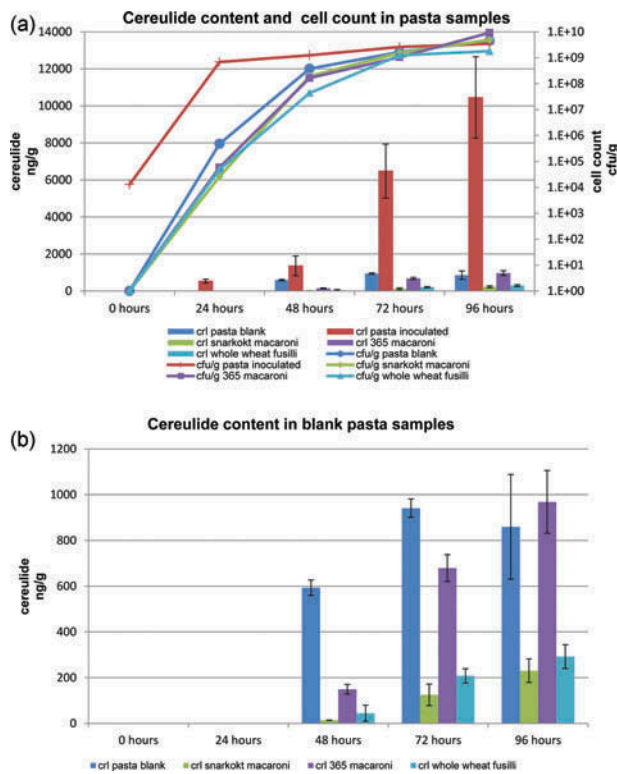 (a)
Cereulide content and cell count in pasta samples
14000 1.E+10
12000 1.E+09
10000 1.E+08
8000 1.E+07
6000 1.E+06
4000 1.E+05
2000 1.E+04
0 1.E+03
1.E+02
1.E+01
1.E+00
cereulide
ng/g
cell count
cfu/g
0 hours 24 hours 48 hours 72 hours 96 hours
crl pasta blank crl pasta inoculated
crl snarkokt macaroni crl 365 macaroni
crl whole wheat fusilli cfu/g pasta blank
cfu/g pasta inoculated cfu/g snarkokt macaroni
cfu/g 365 macaroni cfu/g whole wheat fusilli
(b)
Cereulide content in blank pasta samples
1200
1000
800
600
400
200
0
cereulide
ng/g
0 hours 24 hours 48 hours 72 hours 96 hours
crl pasta blank crl snarkokt macaroni crl 365 macaroni crl whole wheat fusilli